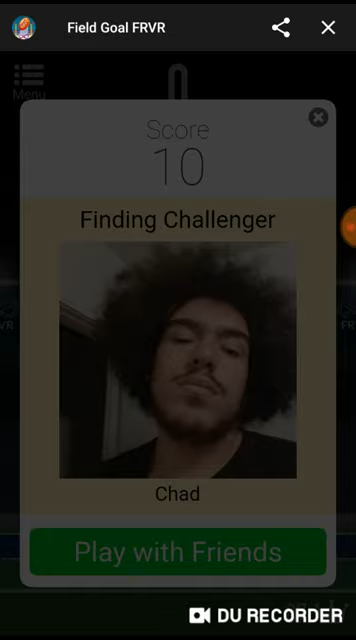 Field Goal FRVR
Menu
Score
10
Finding Challenger
Chad
Play with Friends
DU RECORDER